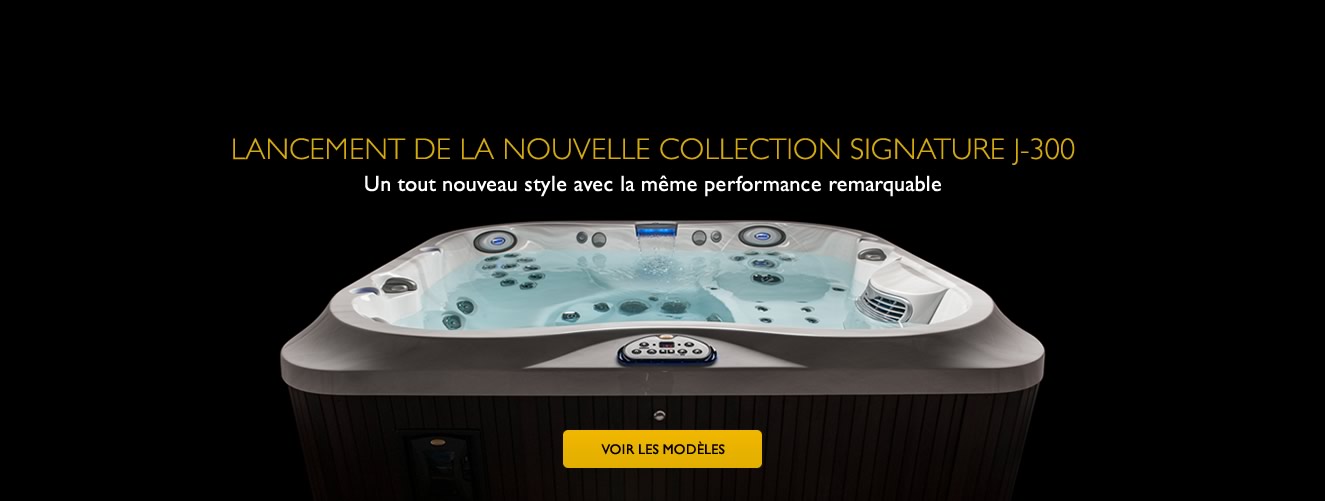 LANCEMENT DE LA NOUVELLE COLLECTION SIGNATURE J-300
Un tout nouveau style avec la même performance remarquable
VOIR LES MODÈLES